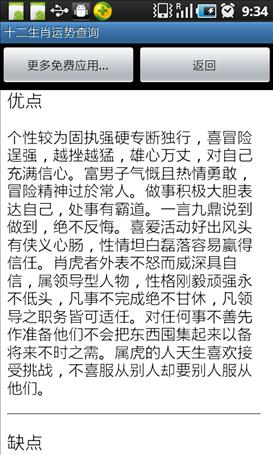 9:34
十二生肖运势查询
更多免费应用...
返回
优点
个性较为固执强硬专断独行，喜冒险
逞强，越挫越猛，雄心万丈，对自己
充满信心。富男子气慨且热情勇敢，
冒险精神过於常人。做事积极大胆表
达自己，处事有霸道。一言九鼎说到
做到，绝不反悔。喜爱活动好出风头
有侠义心肠，性情坦白磊落容易赢得
信任。肖虎者外表不怒而威深具自
信，属领导型人物，性格刚毅顽强永
不低头，凡事不完成绝不甘休，凡领
导之职务皆可适任。对任何事不善先
作准备他们不会把东西囤集起来以备
将来不时之需。属虎的人天生喜欢接
受挑战，不喜服从别人却要别人服从
他们。
缺点